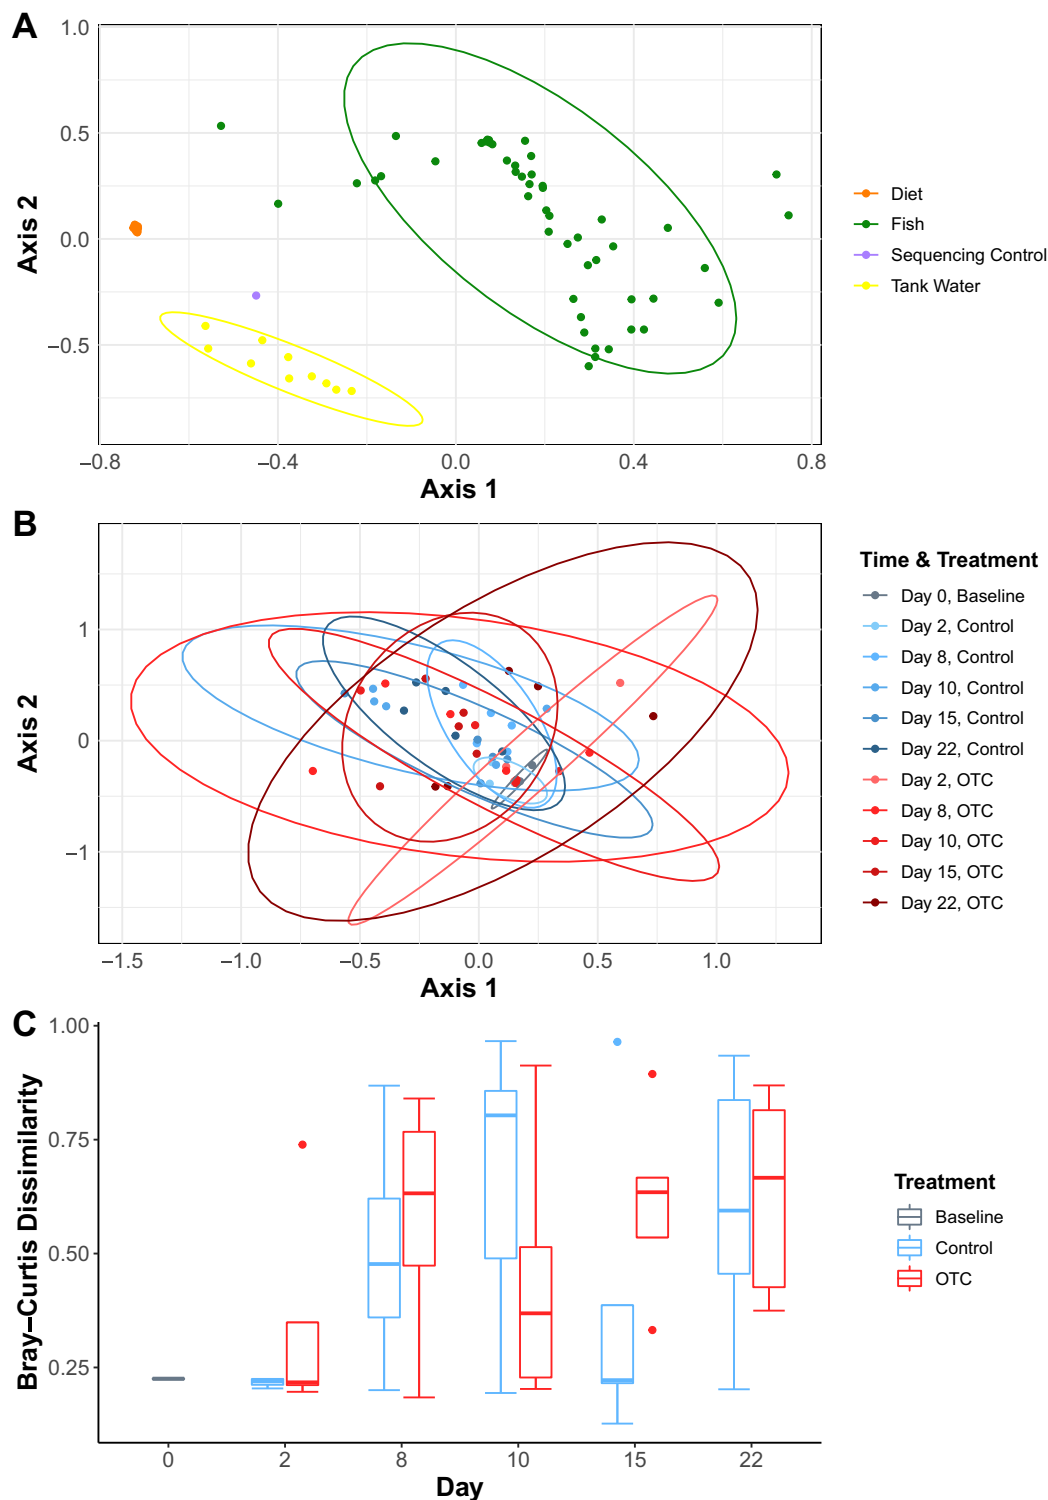 A
1.0
0.5
0.0
−0.5
Axis 2
−0.8
−0.4
0.0
0.4
0.8
Axis 1
Diet
Fish
Sequencing Control
Tank Water
B
1
0
−1
Axis 2
−1.5
−1.0
−0.5
0.0
0.5
1.0
Axis 1
Time & Treatment
Day 0, Baseline
Day 2, Control
Day 8, Control
Day 10, Control
Day 15, Control
Day 22, Control
Day 2, OTC
Day 8, OTC
Day 10, OTC
Day 15, OTC
Day 22, OTC
C
1.00
0.75
0.50
0.25
Bray−Curtis Dissimilarity
0
2
8
10
15
22
Day
Treatment
Baseline
Control
OTC